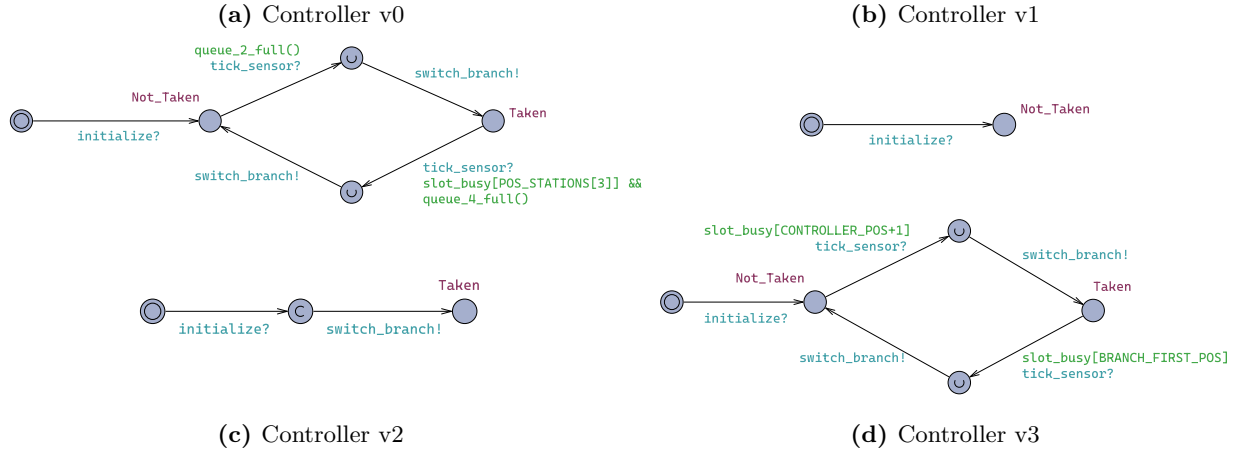 (a) Controller v0
(b) Controller v1
queue_2_full()
tick_sensor?
switch_branch!
Not_Taken
Taken
initialize?
switch_branch!
tick_sensor?
slot_busy[POS_STATIONS[3]] &&
queue_4_full()
Not_Taken
initialize?
Taken
initialize?
switch_branch!
slot_busy[CONTROLLER_POS+1]
tick_sensor?
switch_branch!
Not_Taken
Taken
initialize?
switch_branch!
slot_busy[BRANCH_FIRST_POS]
tick_sensor?
(c) Controller v2
(d) Controller v3